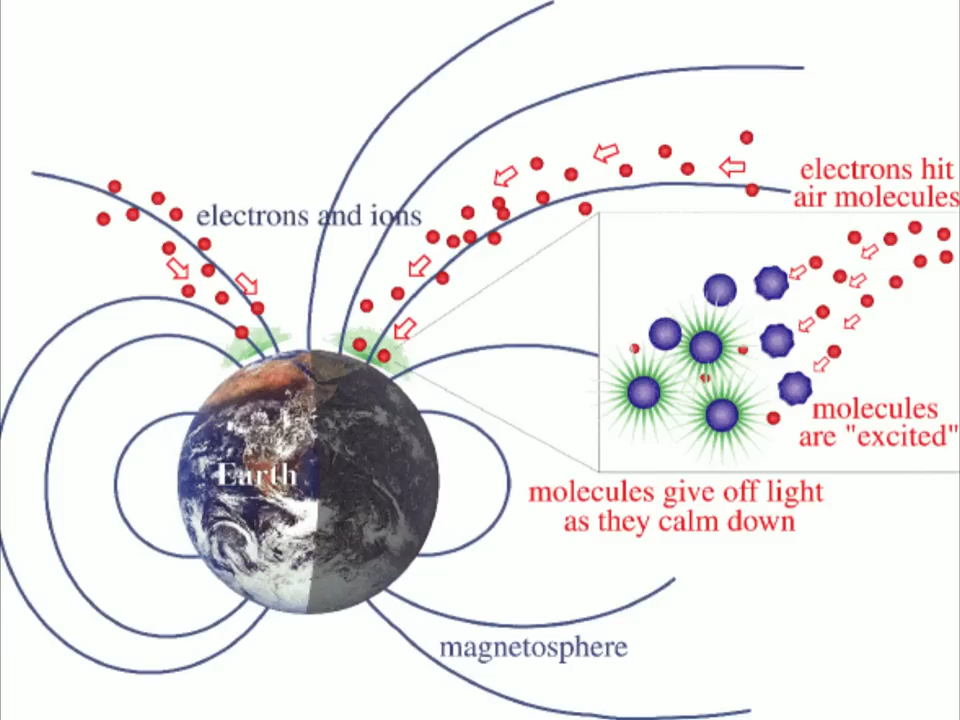 electrons hit
air molecules
electrons and ions
molecules
are "excited"
Earth
molecules give off light
as they calm down
magnetosphere